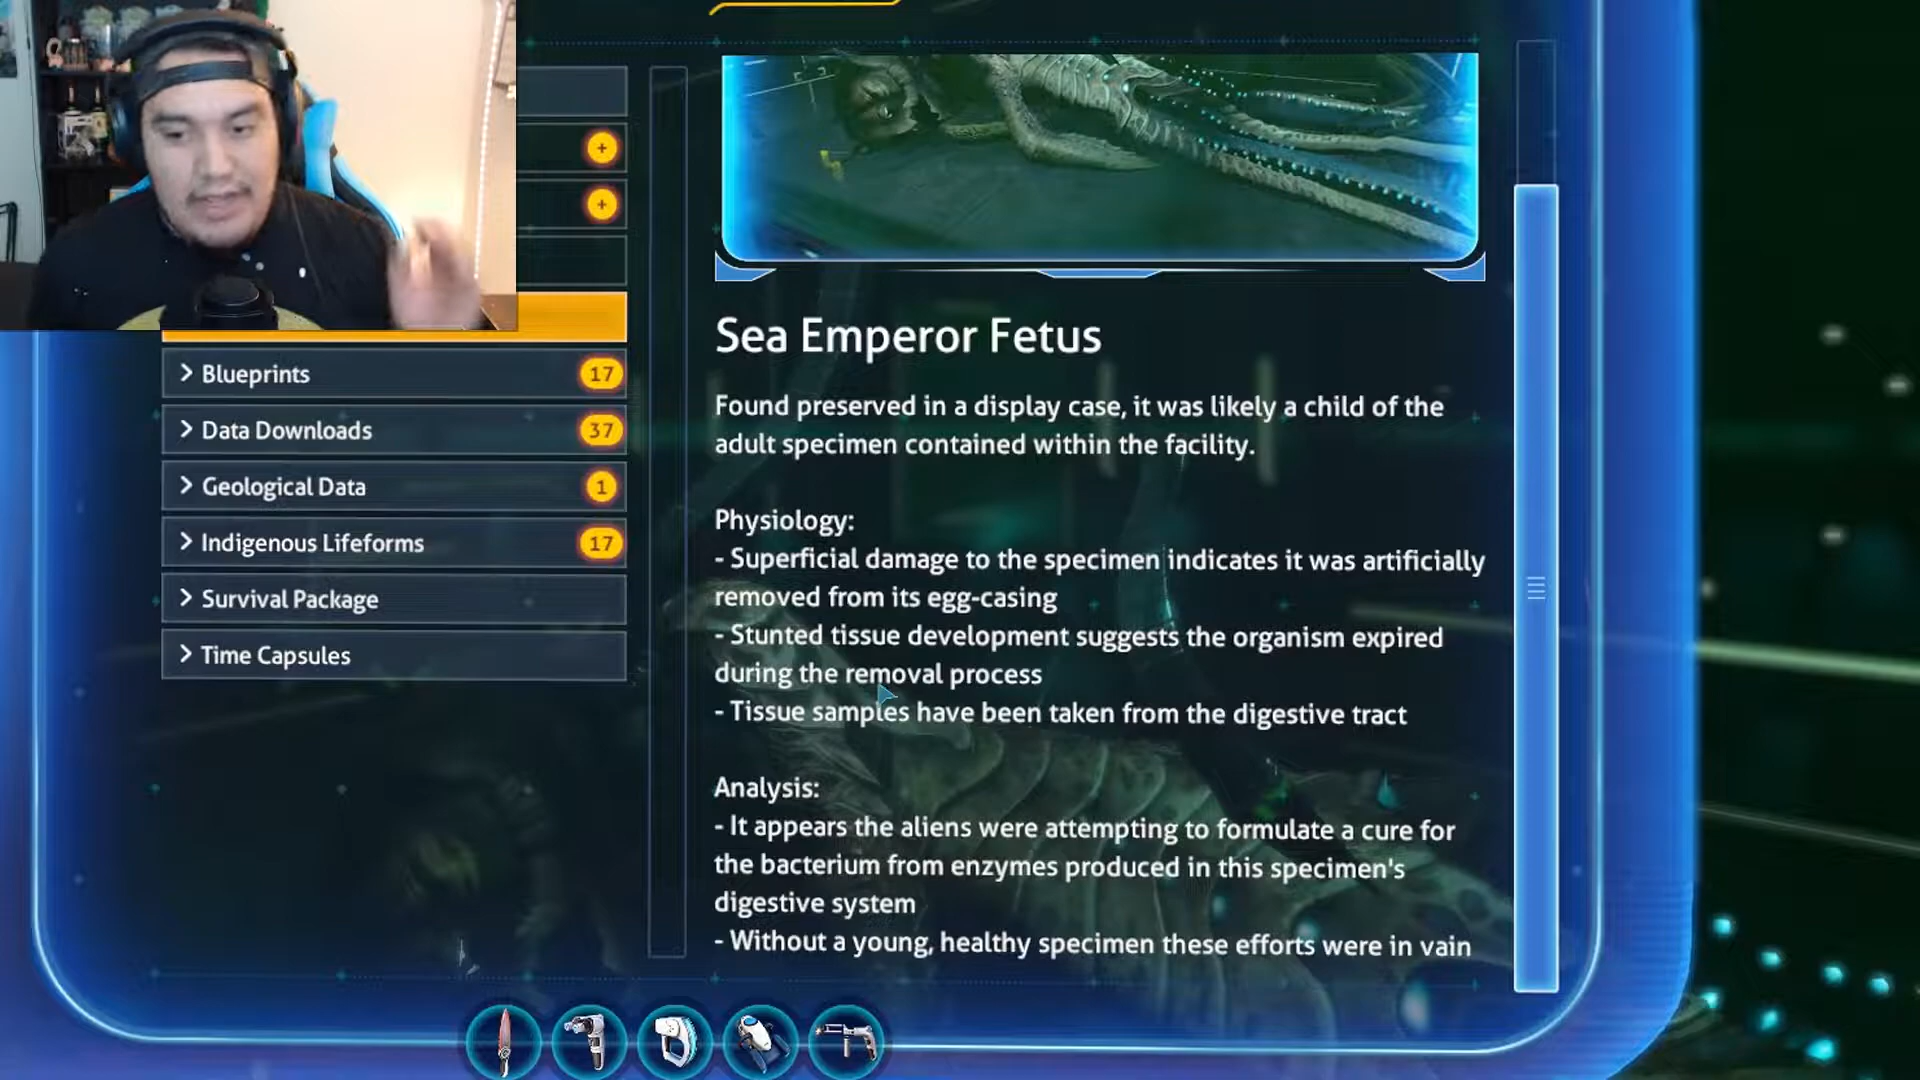 Sea Emperor Fetus
Found preserved in a display case, it was likely a child of the
adult specimen contained within the facility.
Physiology:
- Superficial damage to the specimen indicates it was artificially
removed from its egg-casing
- Stunted tissue development suggests the organism expired
during the removal process
- Tissue samples have been taken from the digestive tract
Analysis:
- It appears the aliens were attempting to formulate a cure for
the bacterium from enzymes produced in this specimen's
digestive system
- Without a young, healthy specimen these efforts were in vain
+
+
> Blueprints 17
> Data Downloads 37
> Geological Data 1
> Indigenous Lifeforms 17
> Survival Package
> Time Capsules